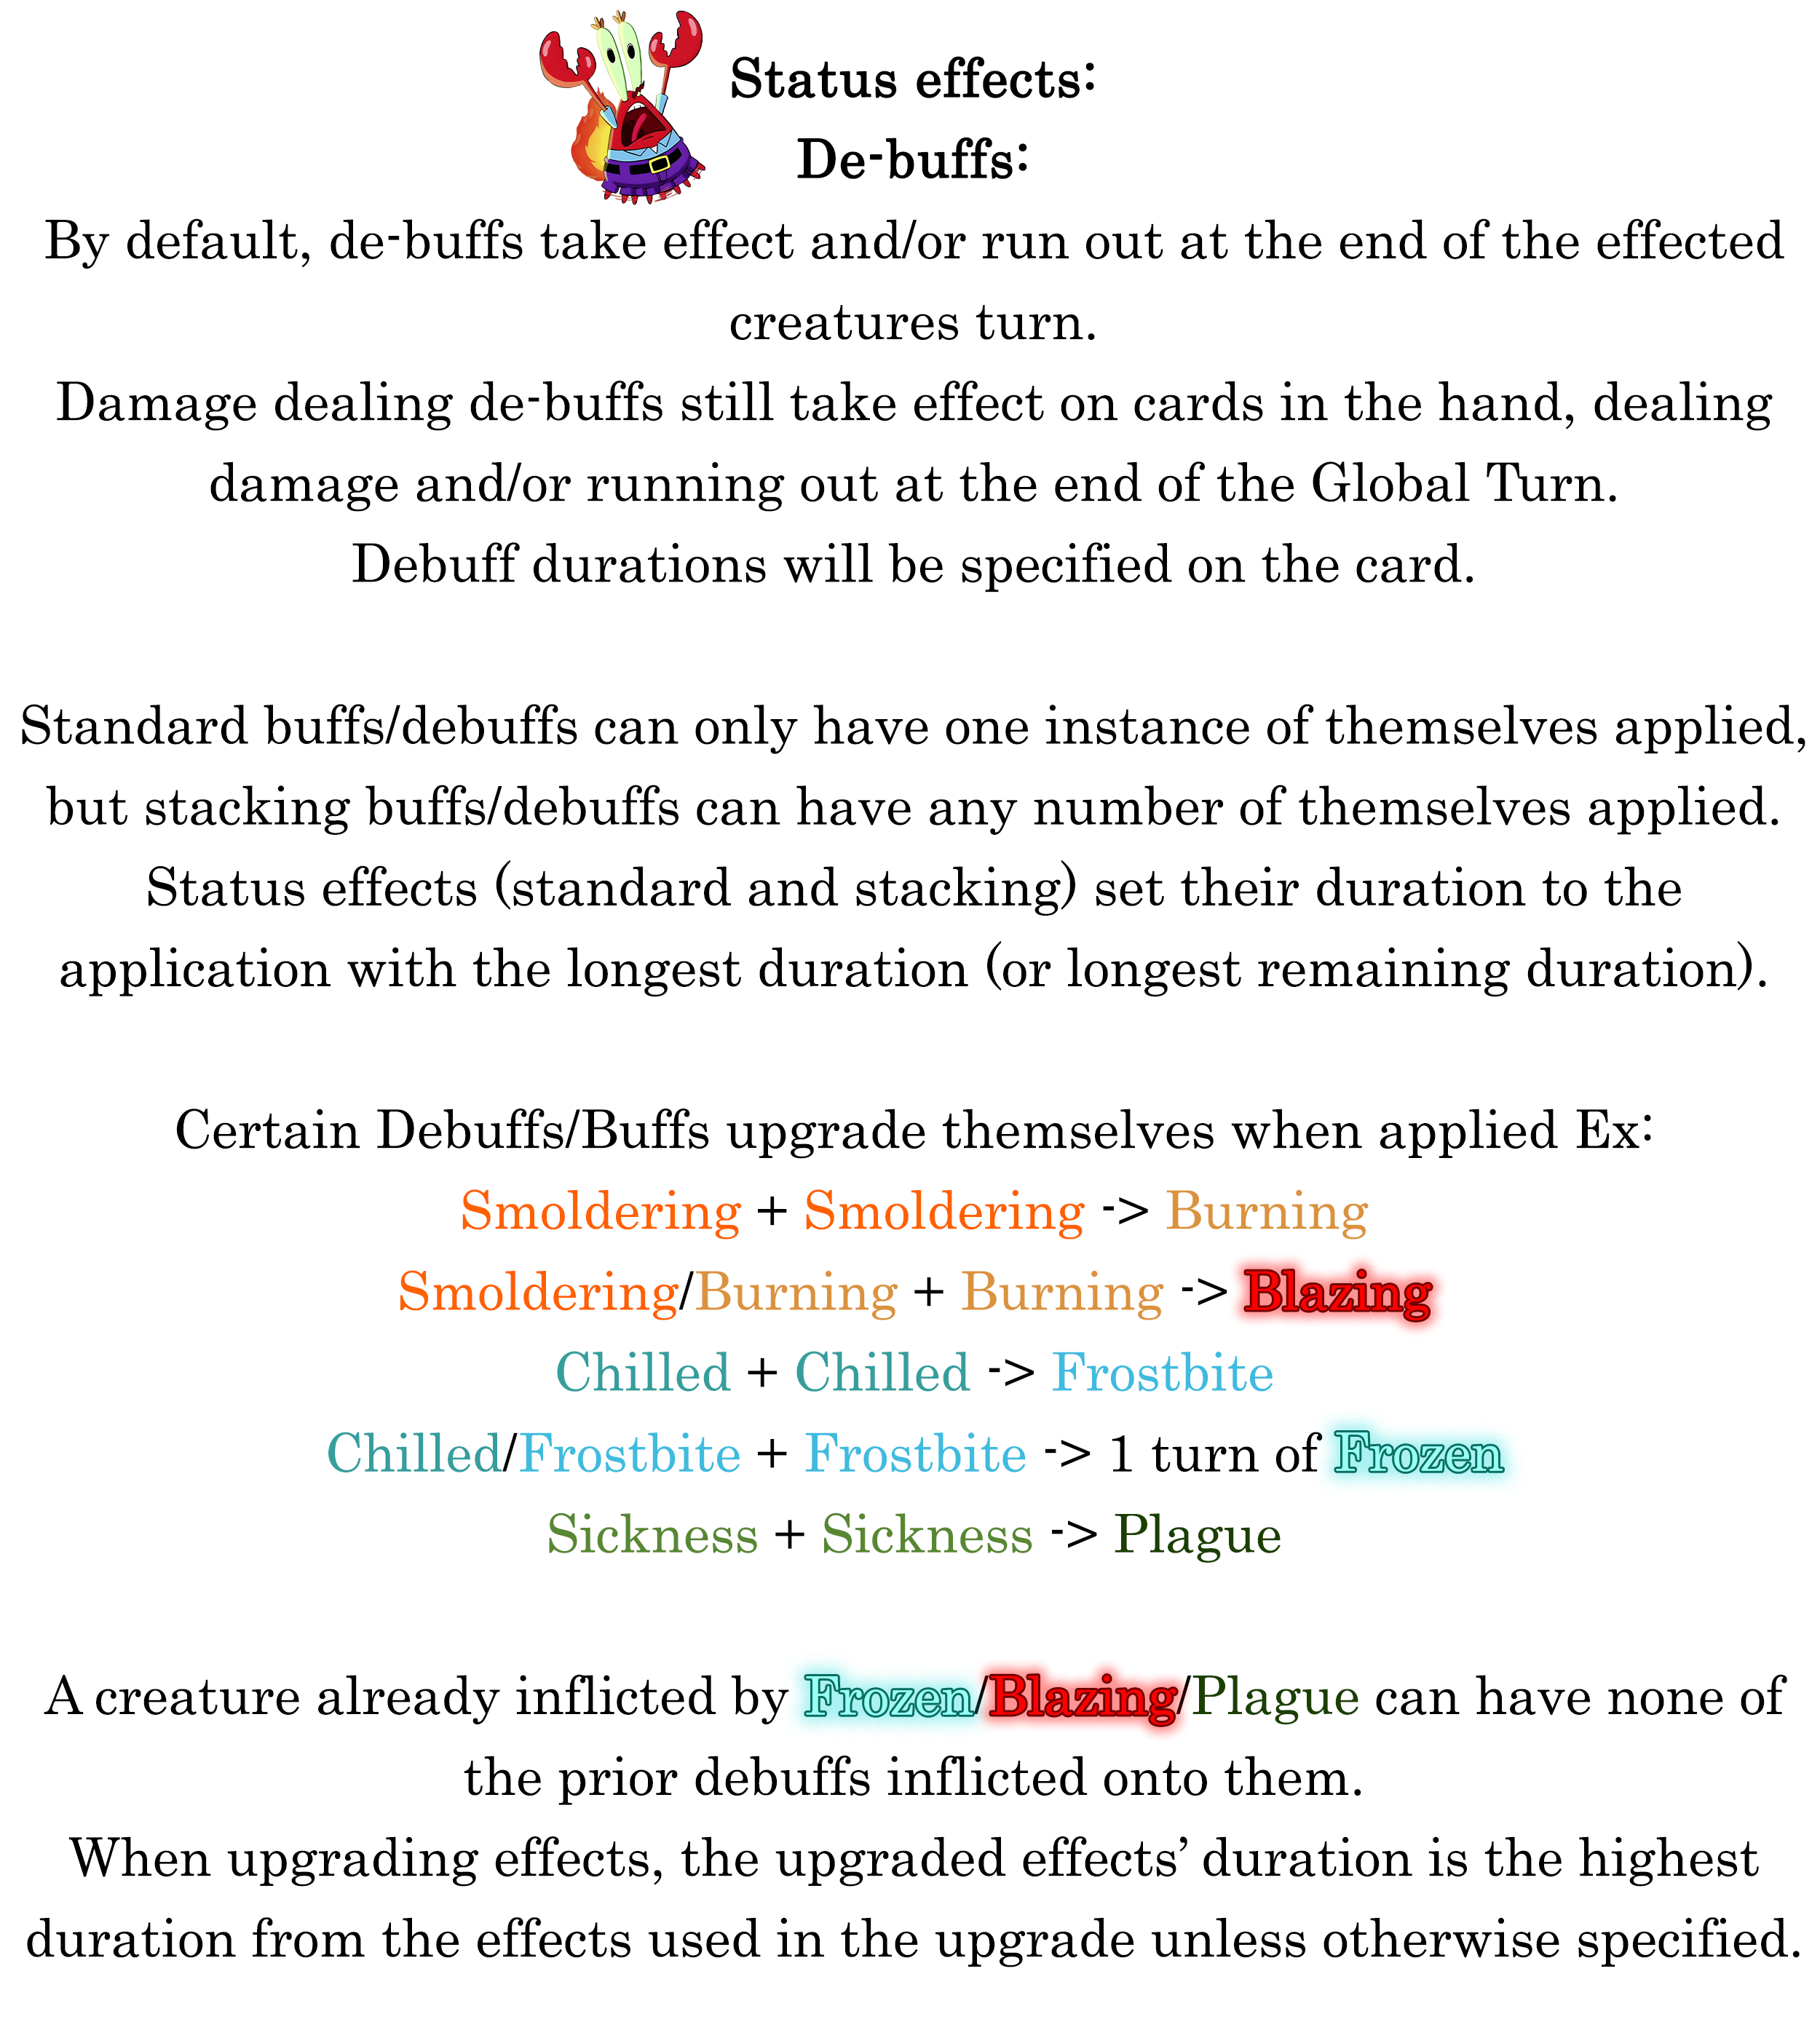 Status effects:
De-buffs:
By default, de-buffs take effect and/or run out at the end of the effected
creatures turn.
Damage dealing de-buffs still take effect on cards in the hand, dealing
damage and/or running out at the end of the Global Turn.
Debuff durations will be specified on the card.
Standard buffs/debuffs can only have one instance of themselves applied,
but stacking buffs/debuffs can have any number of themselves applied.
Status effects (standard and stacking) set their duration to the
application with the longest duration (or longest remaining duration).
Certain Debuffs/Buffs upgrade themselves when applied Ex:
Smoldering + Smoldering -> Burning
Smoldering/Burning + Burning -> Blazing
Chilled + Chilled -> Frostbite
Chilled/Frostbite + Frostbite -> 1 turn of Frozen
Sickness + Sickness -> Plague
A creature already inflicted by Frozen/Blazing/Plague can have none of
the prior debuffs inflicted onto them.
When upgrading effects, the upgraded effects’ duration is the highest
duration from the effects used in the upgrade unless otherwise specified.